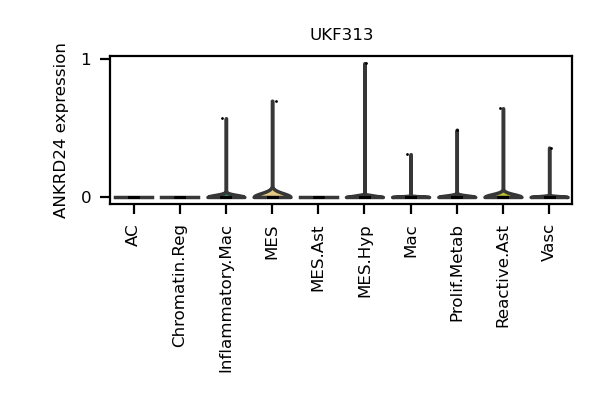 UKF313
ANKRD24 expression
1
0
AC
Chromatin.Reg
Inflammatory.Mac
MES
MES.Ast
MES.Hyp
Mac
Prolif.Metab
Reactive.Ast
Vasc